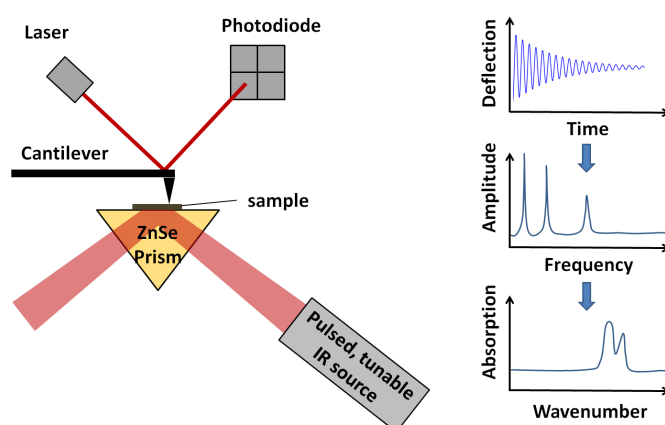 Laser
Photodiode
Cantilever
sample
ZnSe
Prism
Pulsed, tunable
IR source
Deflection
Time
Amplitude
Frequency
Absorption
Wavenumber